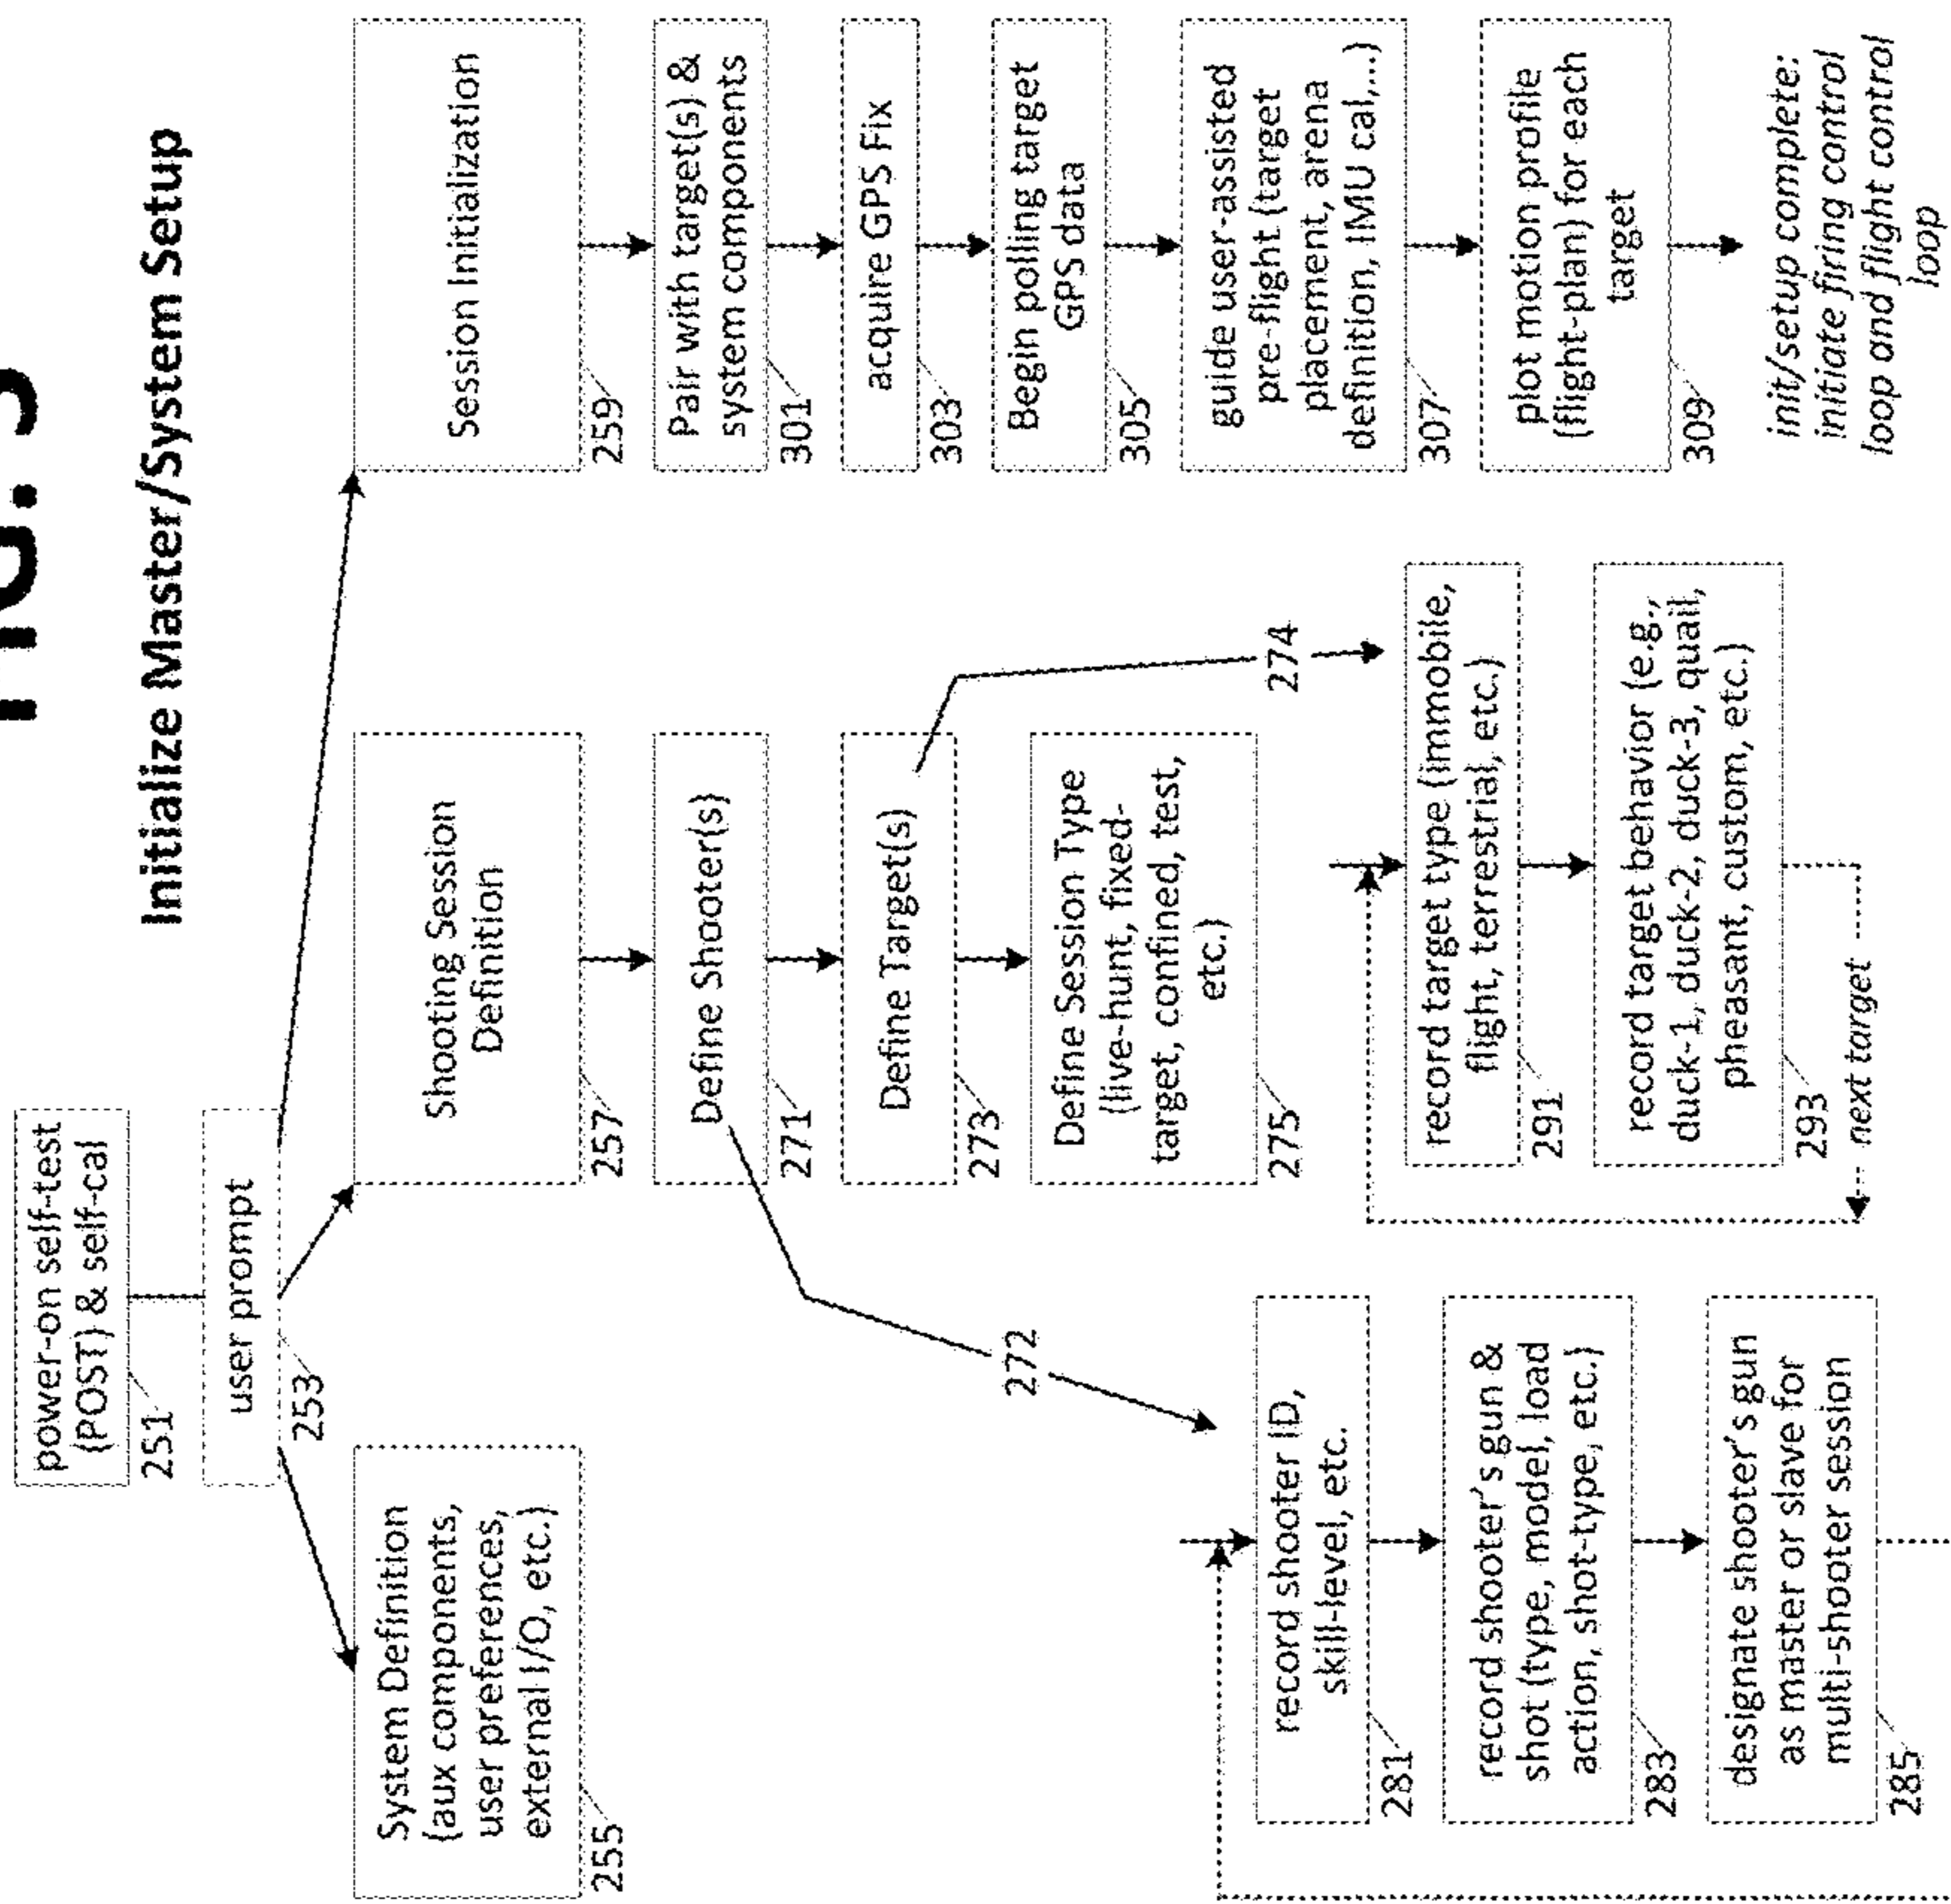 Initialize Master/System Setup
power-on self-test
(POST) & self-cal
251
user prompt
253
System Definition
(aux components,
user preferences,
external I/O, etc.)
255
Shooting Session
Definition
257
Define Shooter(s)
271
272
Define Target(s)
273
274
Define Session Type
(live-hunt, fixed-
target, confined, test,
etc.)
275
record shooter ID,
skill-level, etc.
281
record shooter's gun &
shot (type, model, load
action, shot-type, etc.)
283
designate shooter's gun
as master or slave for
multi-shooter session
285
record target type (immobile,
flight, terrestrial, etc.)
291
record target behavior (e.g.,
duck-1, duck-2, duck-3, quail,
pheasant, custom, etc.)
293
next target
Session Initialization
259
Pair with target(s) &
system components
301
acquire GPS Fix
303
Begin polling target
GPS data
305
guide user-assisted
pre-flight (target
placement, arena
definition, IMU cal,...)
307
plot motion profile
(flight-plan) for each
target
309
init/setup complete:
initiate firing control
loop and flight control
loop